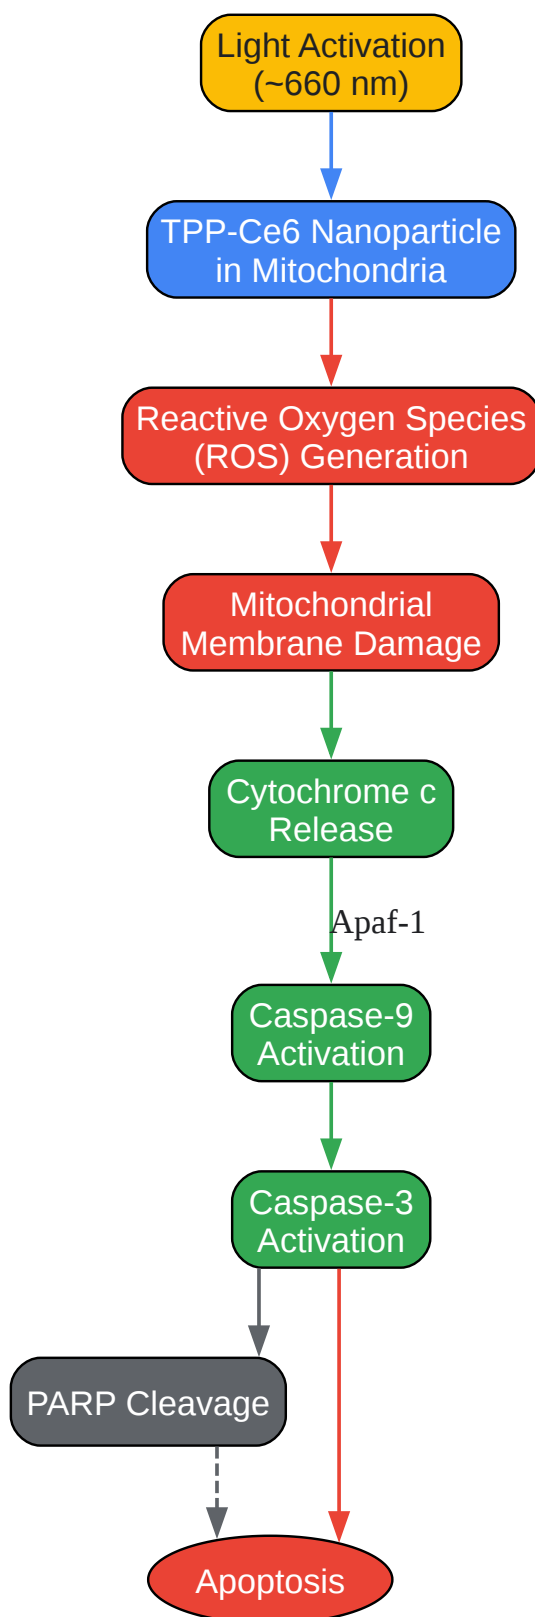 Light Activation
(~660 nm)
TPP-Ce6 Nanoparticle
in Mitochondria
Reactive Oxygen Species
(ROS) Generation
Mitochondrial
Membrane Damage
Cytochrome c
Release
Apaf-1
Caspase-9
Activation
Caspase-3
Activation
PARP Cleavage
Apoptosis